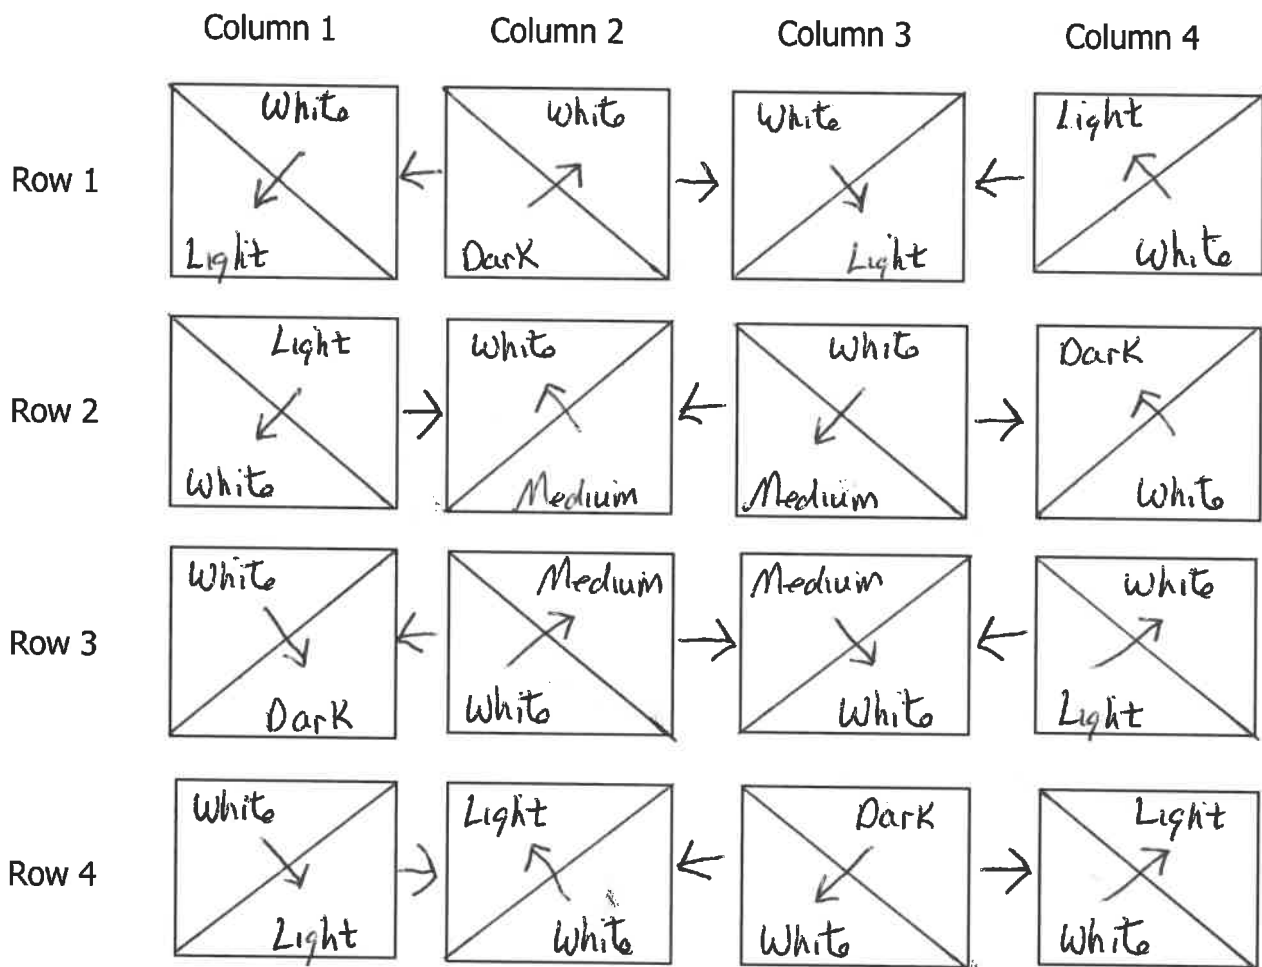 Column 1 Column 2 Column 3 Column 4
White White White Light
Row 1
Light Dark Light White
Light White White Dark
Row 2
White Medium Medium White
White Medium Medium White
Row 3
Dark White White Light
White Light Dark Light
Row 4
Light White White White